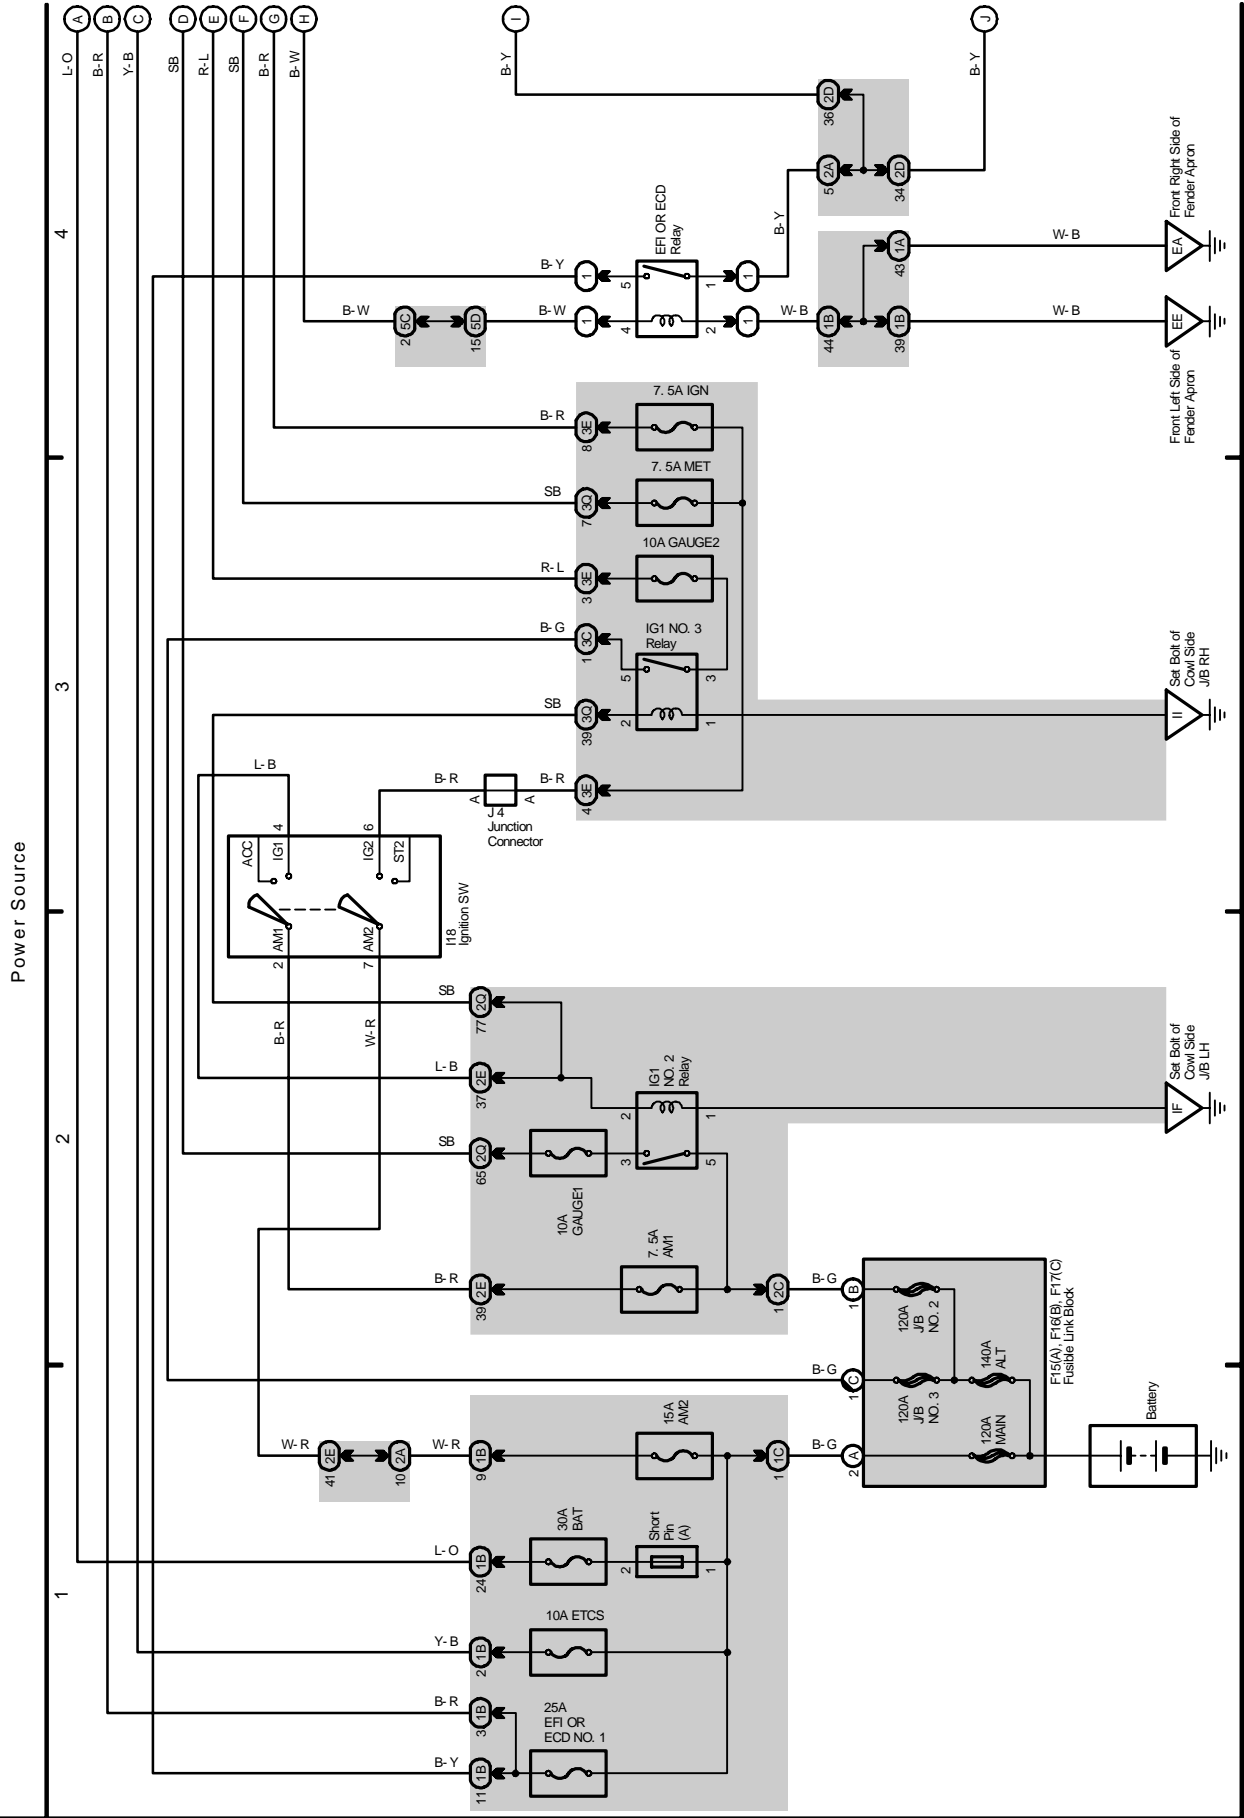 Power Source
1
2
3
4
A
B
C
D
E
F
G
H
I
J
L-O
B-R
Y-B
SB
R-L
SB
B-R
B-W
B-Y
B-Y
36 2D
5 2A
34 2D
B-Y
EFI OR ECD
Relay
B-Y
1
5
1
1
B-W
2 5C
15 5D
B-W
1
4
2
1
W-B
44 1B
43 1A
39 1B
W-B
W-B
EA
Front Right Side of
Fender Apron
EE
Front Left Side of
Fender Apron
7. 5A IGN
B-R
8 3E
7. 5A MET
SB
7 3Q
10A GAUGE2
R-L
3 3E
IG1 NO. 3
Relay
B-G
1 3C
5
3
SB
39 3Q
2
1
II
Set Bolt of
Cowl Side
J/B RH
L-B
B-R
A
J 4
Junction
Connector
A
B-R
4 3E
ACC
IG1
4
IG2
6
ST2
AM1
2
AM2
7
I18
Ignition SW
B-R
W-R
SB
77 2Q
L-B
37 2E
IG1
NO. 2
Relay
2
1
IF
Set Bolt of
Cowl Side
J/B LH
SB
65 2Q
10A
GAUGE1
3
5
7. 5A
AM1
B-R
39 2E
1 2C
B-G
1 B
120A
J/B
NO. 2
F15(A), F16(B), F17(C)
Fusible Link Block
B-G
1 C
120A
J/B
NO. 3
140A
ALT
15A
AM2
W-R
41 2E
10 2A
W-R
9 1B
1 1C
B-G
2 A
120A
MAIN
Battery
L-O
24 1B
30A
BAT
Short
Pin
(A)
2
1
10A ETCS
Y-B
2 1B
B-R
3 1B
25A
EFI OR
ECD NO. 1
B-Y
11 1B